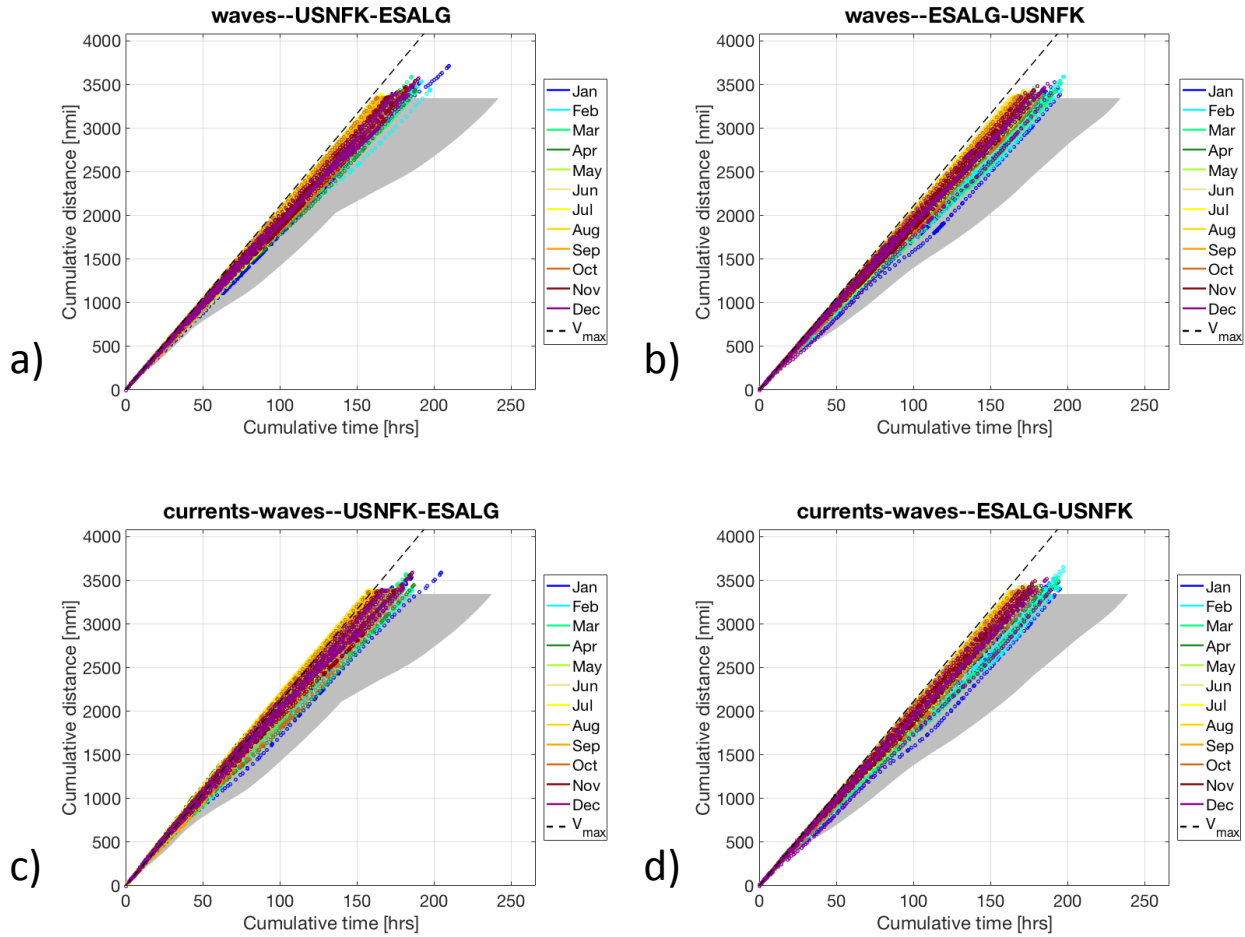 waves--USNFK-ESALG
4000
3500
3000
2500
2000
1500
1000
500
0
0 50 100 150 200 250
Cumulative distance [nmi]
Cumulative time [hrs]
Jan
Feb
Mar
Apr
May
Jun
Jul
Aug
Sep
Oct
Nov
Dec
Vmax
a)
waves--ESALG-USNFK
4000
3500
3000
2500
2000
1500
1000
500
0
0 50 100 150 200 250
Cumulative distance [nmi]
Cumulative time [hrs]
Jan
Feb
Mar
Apr
May
Jun
Jul
Aug
Sep
Oct
Nov
Dec
Vmax
b)
currents-waves--USNFK-ESALG
4000
3500
3000
2500
2000
1500
1000
500
0
0 50 100 150 200 250
Cumulative distance [nmi]
Cumulative time [hrs]
Jan
Feb
Mar
Apr
May
Jun
Jul
Aug
Sep
Oct
Nov
Dec
Vmax
c)
currents-waves--ESALG-USNFK
4000
3500
3000
2500
2000
1500
1000
500
0
0 50 100 150 200 250
Cumulative distance [nmi]
Cumulative time [hrs]
Jan
Feb
Mar
Apr
May
Jun
Jul
Aug
Sep
Oct
Nov
Dec
Vmax
d)